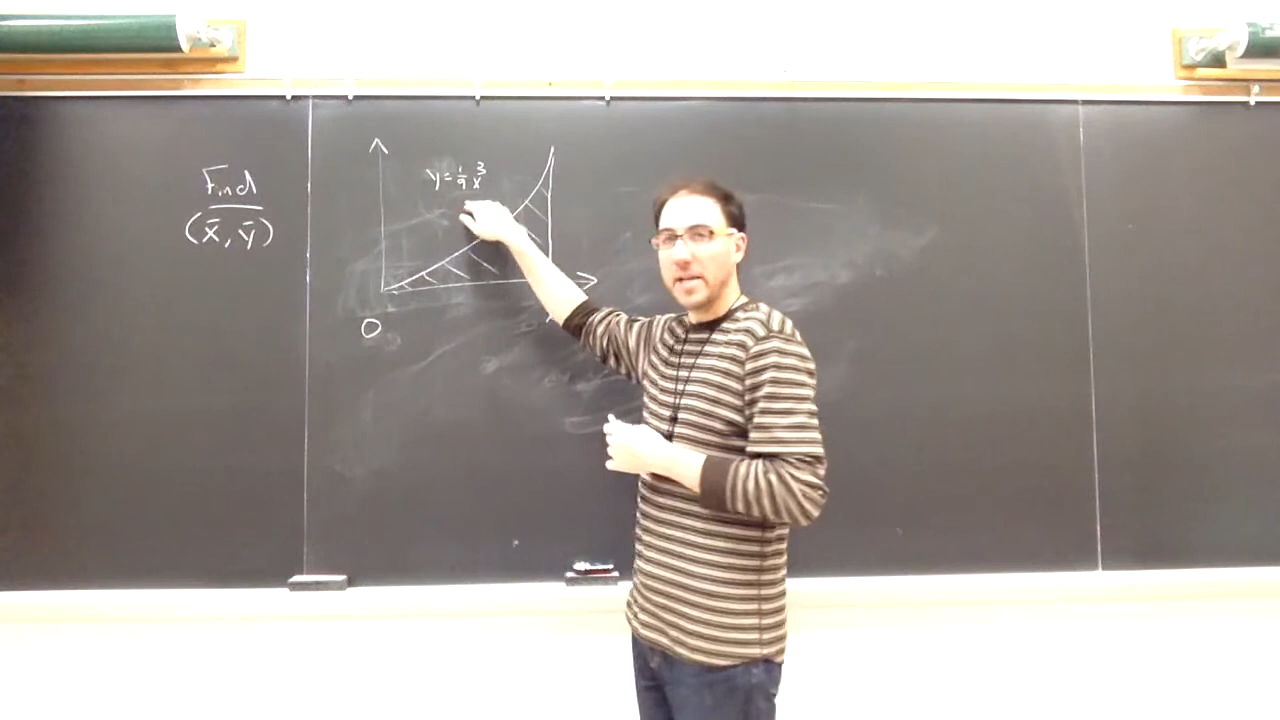 Find
(x̄, ȳ)
y = 1/9 x³
0